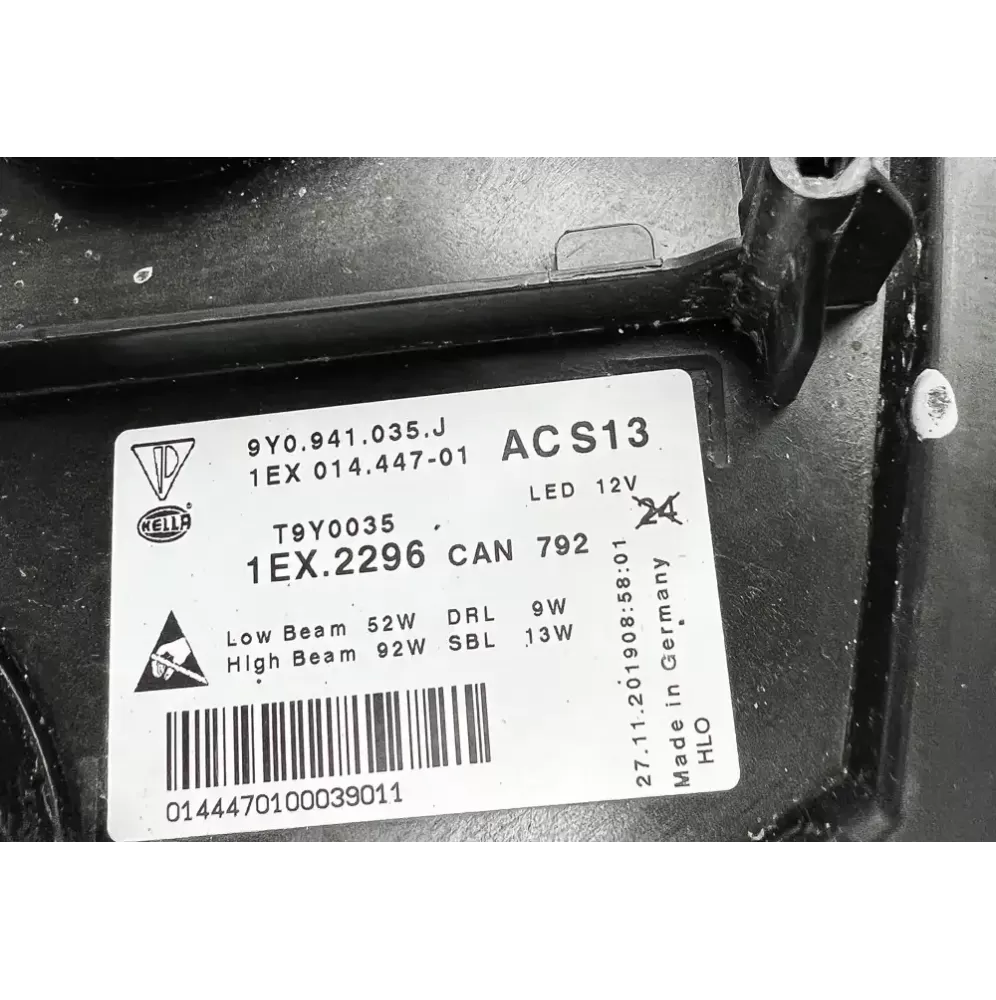 9Y0.941.035.J
1EX 014.447-01
ACS13
LED 12V
24
HELLA
T9Y0035
1EX.2296 CAN 792
Low Beam 52W DRL 9W
High Beam 92W SBL 13W
0144470100039011
27.11.201908:58:01
Made in Germany
HLO